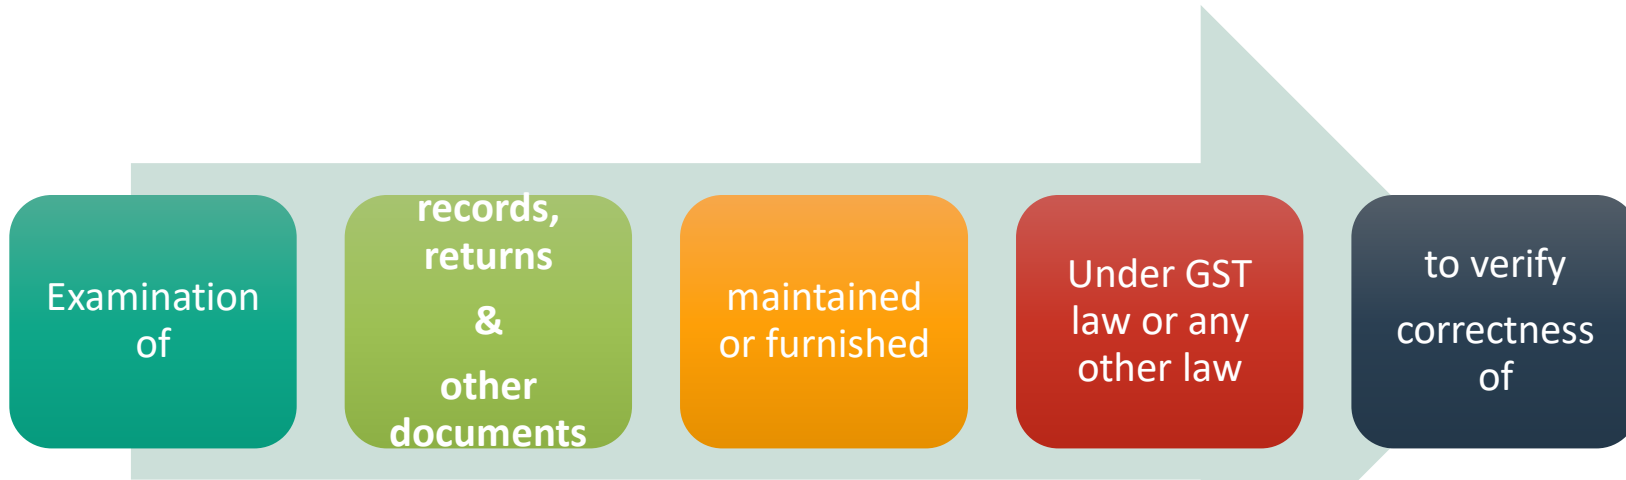 Examination
of
records,
returns
&
other
documents
maintained
or furnished
Under GST
law or any
other law
to verify
correctness
of